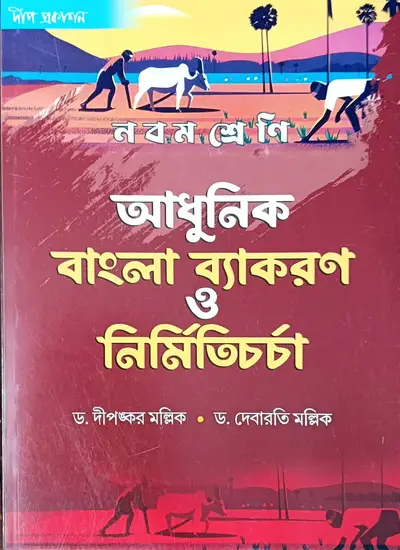 দীপ প্রকাশন
নবম শ্রেণি
আধুনিক
বাংলা ব্যাকরণ
ও
নির্মিতিচর্চা
ড. দীপঙ্কর মল্লিক • ড. দেবারতি মল্লিক